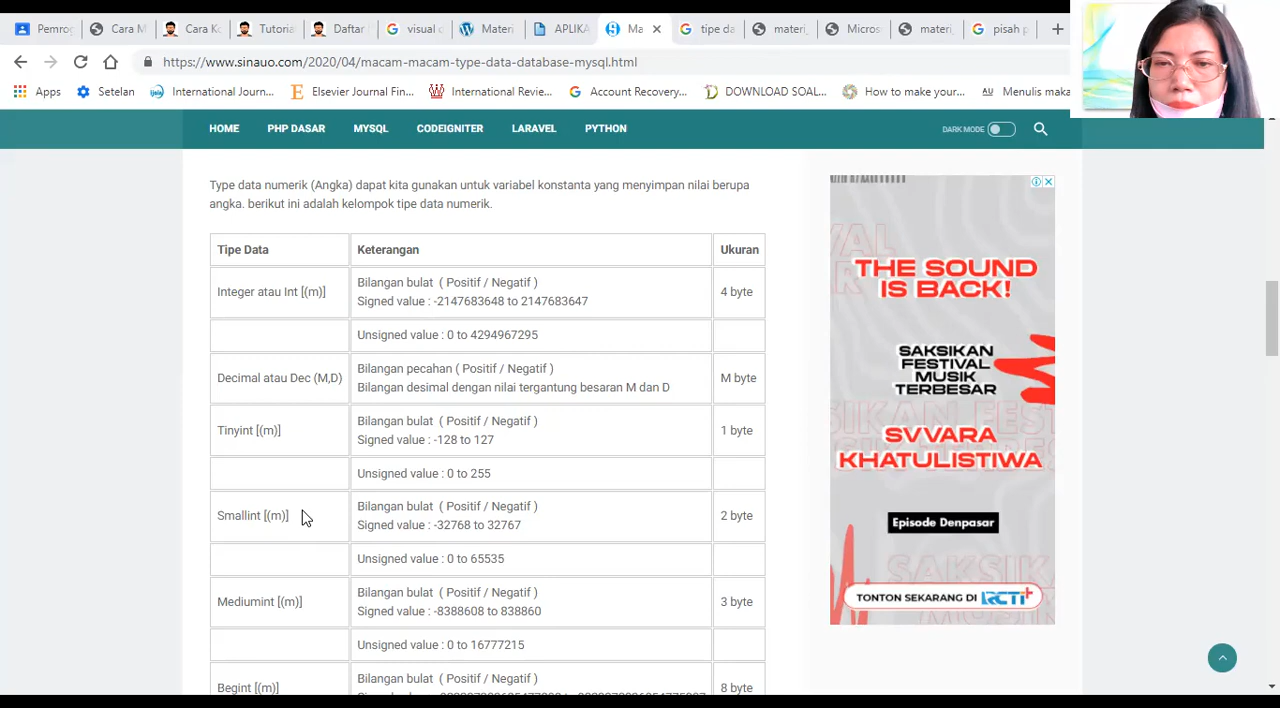 Pemrog
Cara M
Cara Ko
Tutoria
Daftar
visual c
Materi
APLIKA
Ma
tipe da
materi
Micros
materi
pisah p
https://www.sinauo.com/2020/04/macam-macam-type-data-database-mysql.html
Apps
Setelan
International Journ...
Elsevier Journal Fin...
International Revie...
Account Recovery...
DOWNLOAD SOAL...
How to make your...
Menulis maka
HOME PHP DASAR MYSQL CODEIGNITER LARAVEL PYTHON
DARK MODE
Type data numerik (Angka) dapat kita gunakan untuk variabel konstanta yang menyimpan nilai berupa
angka. berikut ini adalah kelompok tipe data numerik.
Tipe Data Keterangan Ukuran
Integer atau Int [(m)]
Bilangan bulat ( Positif / Negatif )
Signed value : -2147683648 to 2147683647
4 byte
Unsigned value : 0 to 4294967295
Decimal atau Dec (M,D)
Bilangan pecahan ( Positif / Negatif )
Bilangan desimal dengan nilai tergantung besaran M dan D
M byte
Tinyint [(m)]
Bilangan bulat ( Positif / Negatif )
Signed value : -128 to 127
1 byte
Unsigned value : 0 to 255
Smallint [(m)]
Bilangan bulat ( Positif / Negatif )
Signed value : -32768 to 32767
2 byte
Unsigned value : 0 to 65535
Mediumint [(m)]
Bilangan bulat ( Positif / Negatif )
Signed value : -8388608 to 838860
3 byte
Unsigned value : 0 to 16777215
Begint [(m)]
Bilangan bulat ( Positif / Negatif )
8 byte
THE SOUND
IS BACK!
SAKSIKAN
FESTIVAL
MUSIK
TERBESAR
SVVARA
KHATULISTIWA
Episode Denpasar
TONTON SEKARANG DI RCTI+